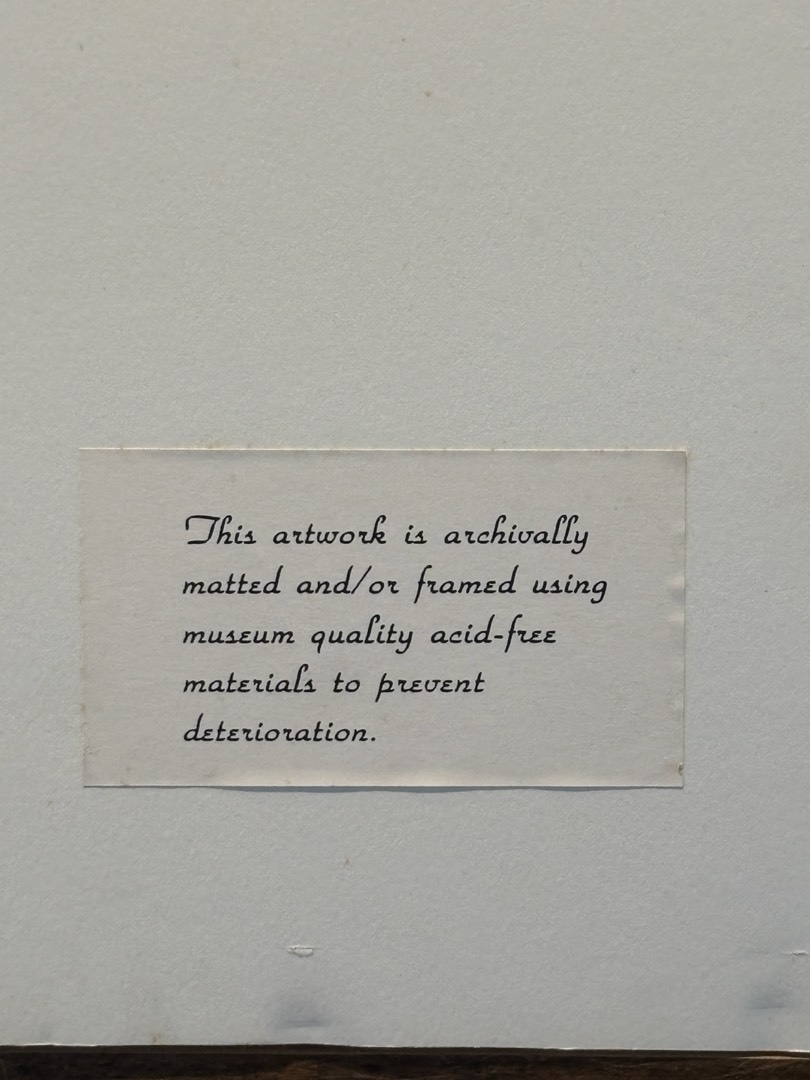 This artwork is archivally
matted and/or framed using
museum quality acid-free
materials to prevent
deterioration.